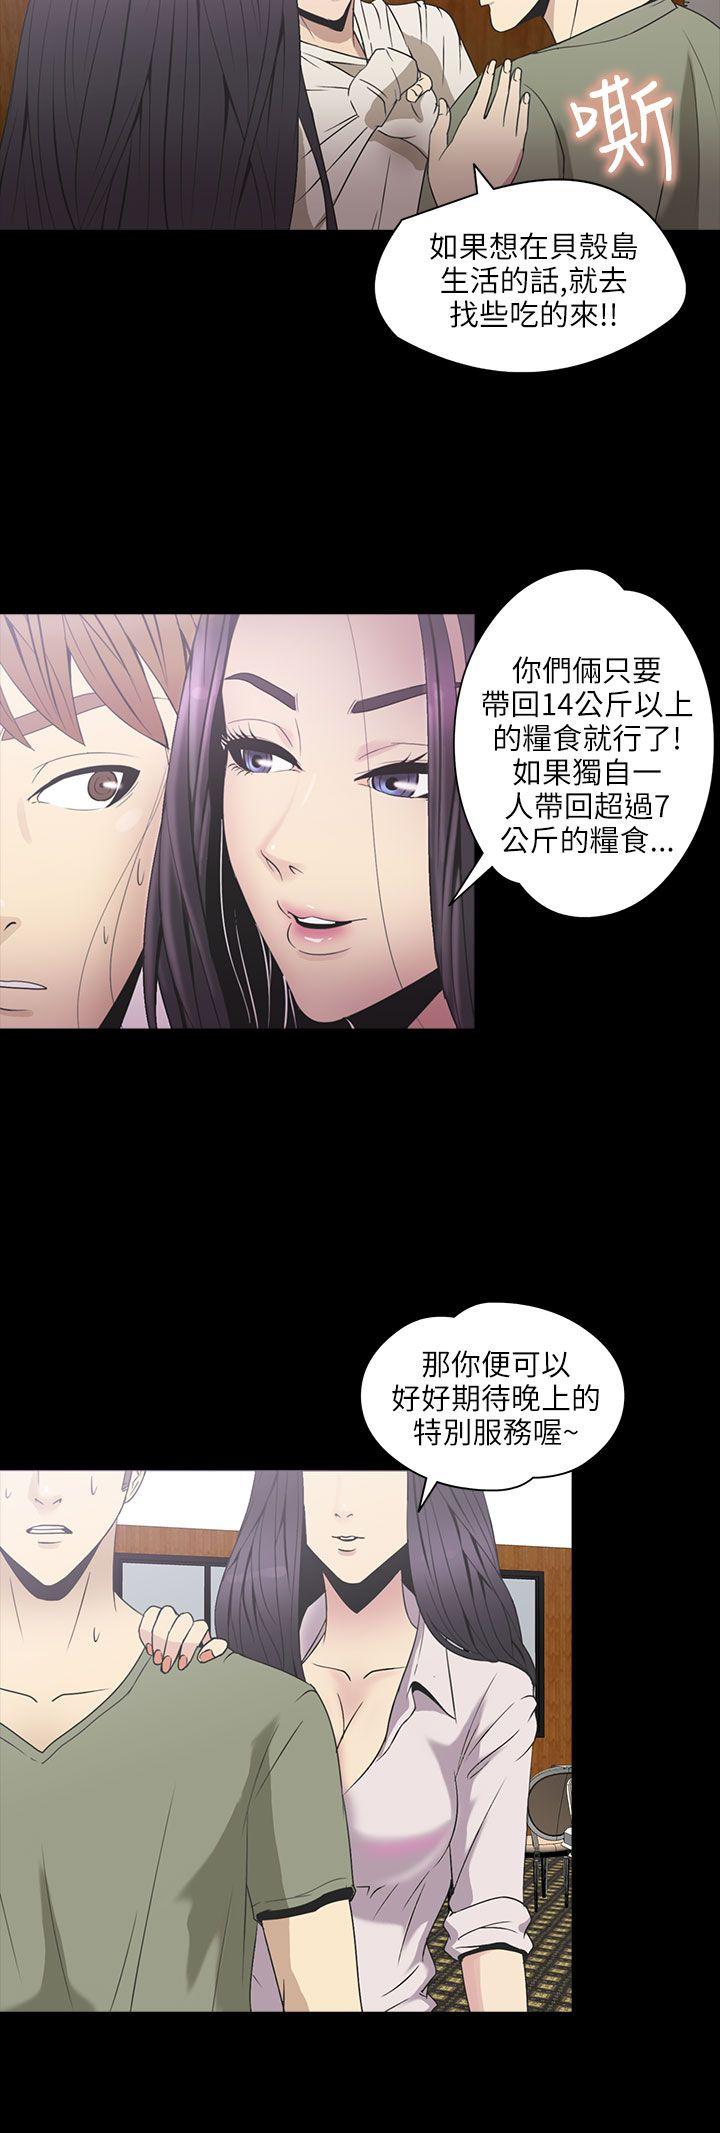 嘶
如果想在貝殼島
生活的話,就去
找些吃的來!!
你們倆只要
帶回14公斤以上
的糧食就行了!
如果獨自一
人帶回超過7
公斤的糧食...
那你便可以
好好期待晚上的
特別服務喔~